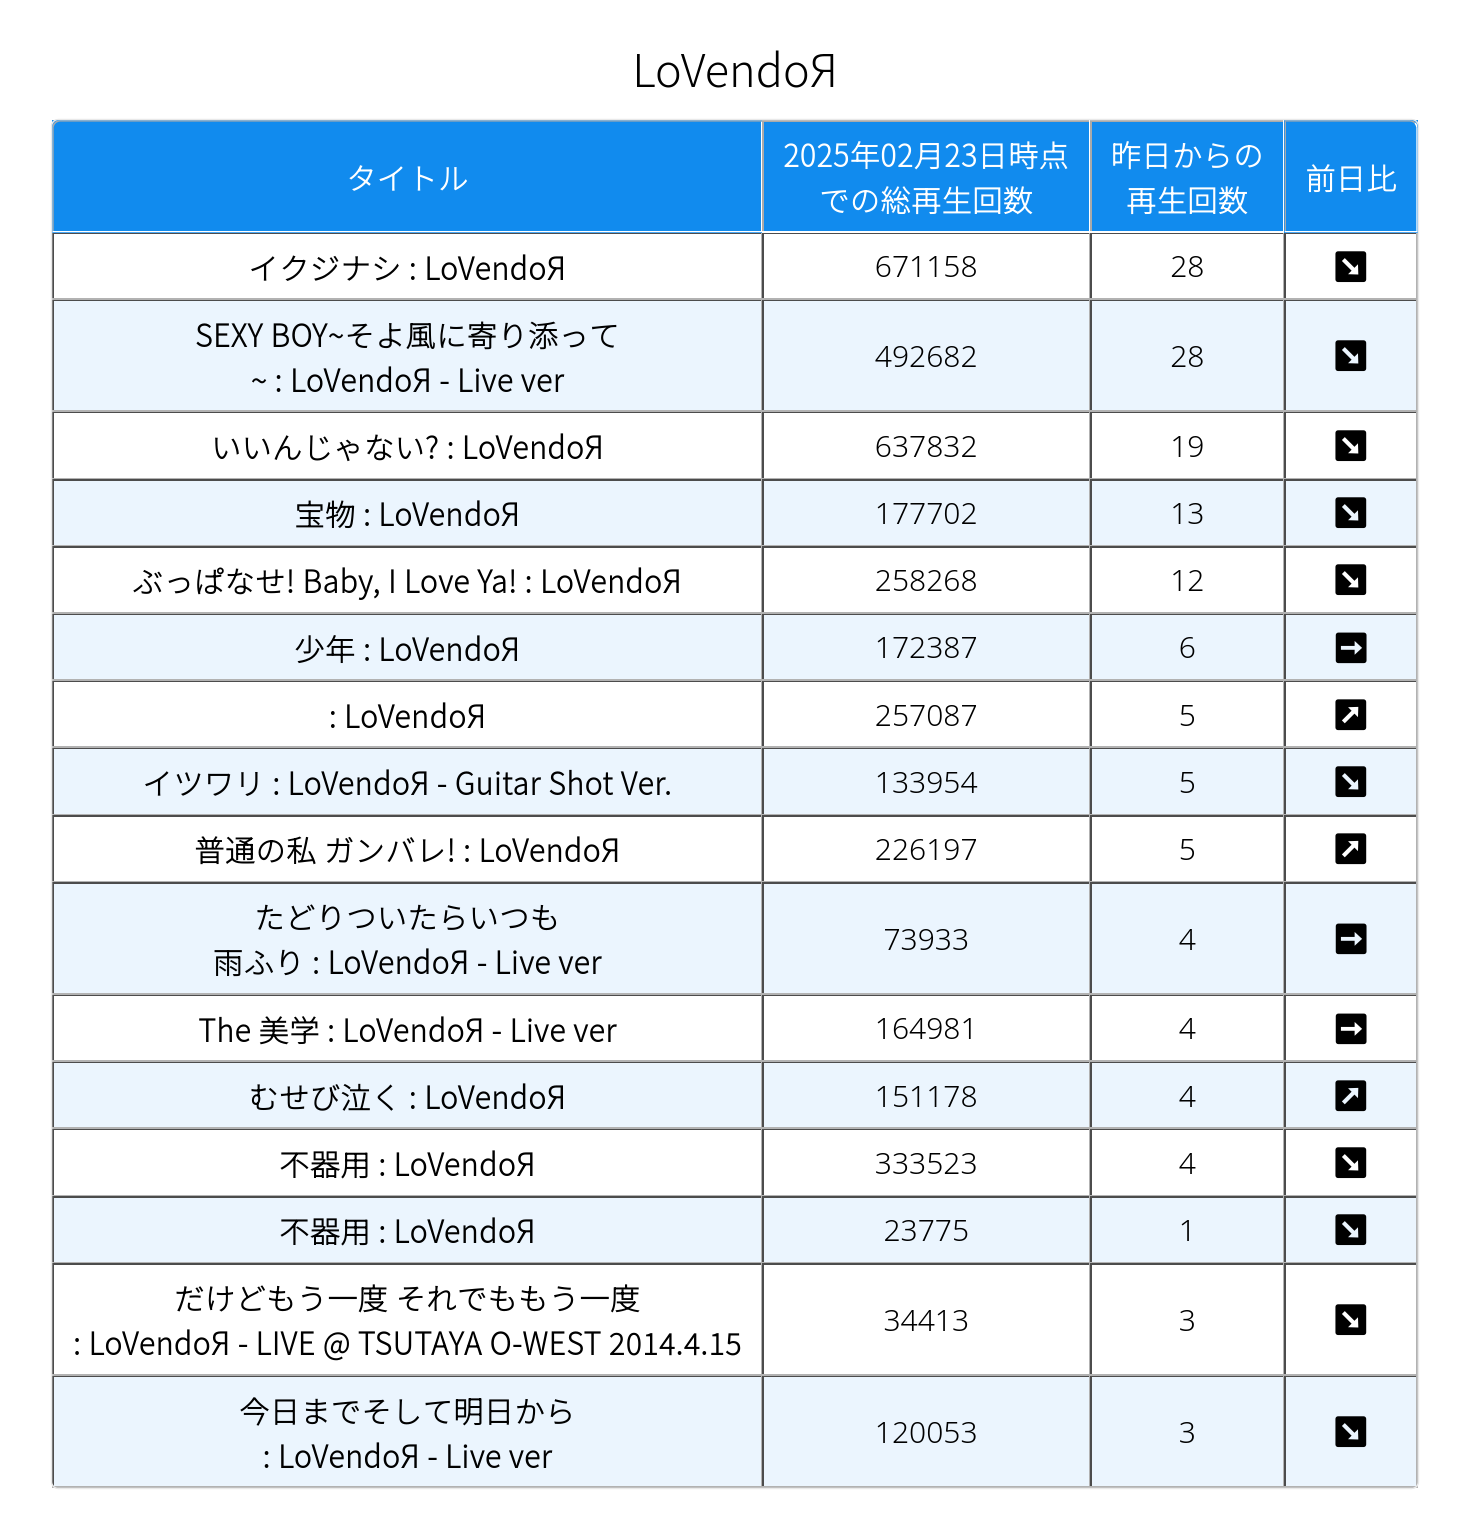 LoVendoЯ
タイトル
2025年02月23日時点
での総再生回数
昨日からの
再生回数
前日比
イクジナシ : LoVendoЯ
671158
28
↘
SEXY BOY~そよ風に寄り添って
~ : LoVendoЯ - Live ver
492682
28
↘
いいんじゃない? : LoVendoЯ
637832
19
↘
宝物 : LoVendoЯ
177702
13
↘
ぶっぱなせ! Baby, I Love Ya! : LoVendoЯ
258268
12
↘
少年 : LoVendoЯ
172387
6
→
: LoVendoЯ
257087
5
↗
イツワリ : LoVendoЯ - Guitar Shot Ver.
133954
5
↘
普通の私 ガンバレ! : LoVendoЯ
226197
5
↗
たどりついたらいつも
雨ふり : LoVendoЯ - Live ver
73933
4
→
The 美学 : LoVendoЯ - Live ver
164981
4
→
むせび泣く : LoVendoЯ
151178
4
↗
不器用 : LoVendoЯ
333523
4
↘
不器用 : LoVendoЯ
23775
1
↘
だけどもう一度 それでももう一度
: LoVendoЯ - LIVE @ TSUTAYA O-WEST 2014.4.15
34413
3
↘
今日までそして明日から
: LoVendoЯ - Live ver
120053
3
↘